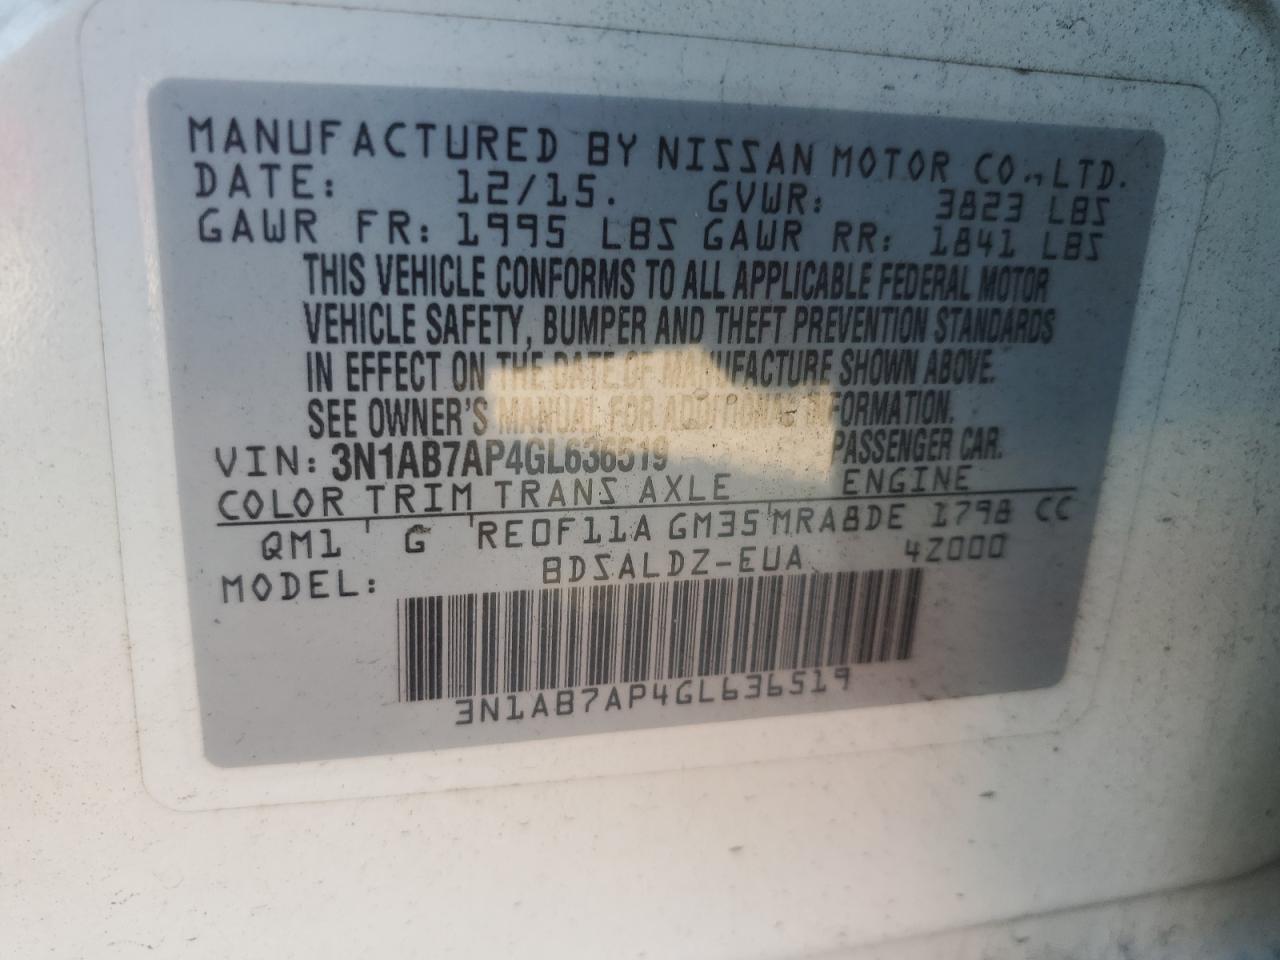 MANUFACTURED BY NISSAN MOTOR CO., LTD.
DATE: 12/15. GVWR: 3823 LBS
GAWR FR: 1995 LBS GAWR RR: 1841 LBS
THIS VEHICLE CONFORMS TO ALL APPLICABLE FEDERAL MOTOR
VEHICLE SAFETY, BUMPER AND THEFT PREVENTION STANDARDS
IN EFFECT ON THE DATE OF MANUFACTURE SHOWN ABOVE.
SEE OWNER'S MANUAL FOR ADDITIONAL INFORMATION.
VIN: 3N1AB7AP4GL636519 PASSENGER CAR.
COLOR TRIM TRANS AXLE ENGINE
QM1 G RE0F11A GM35 MRA8DE 1798 CC
MODEL: BDSALDZ-EUA 4Z000
3N1AB7AP4GL636519